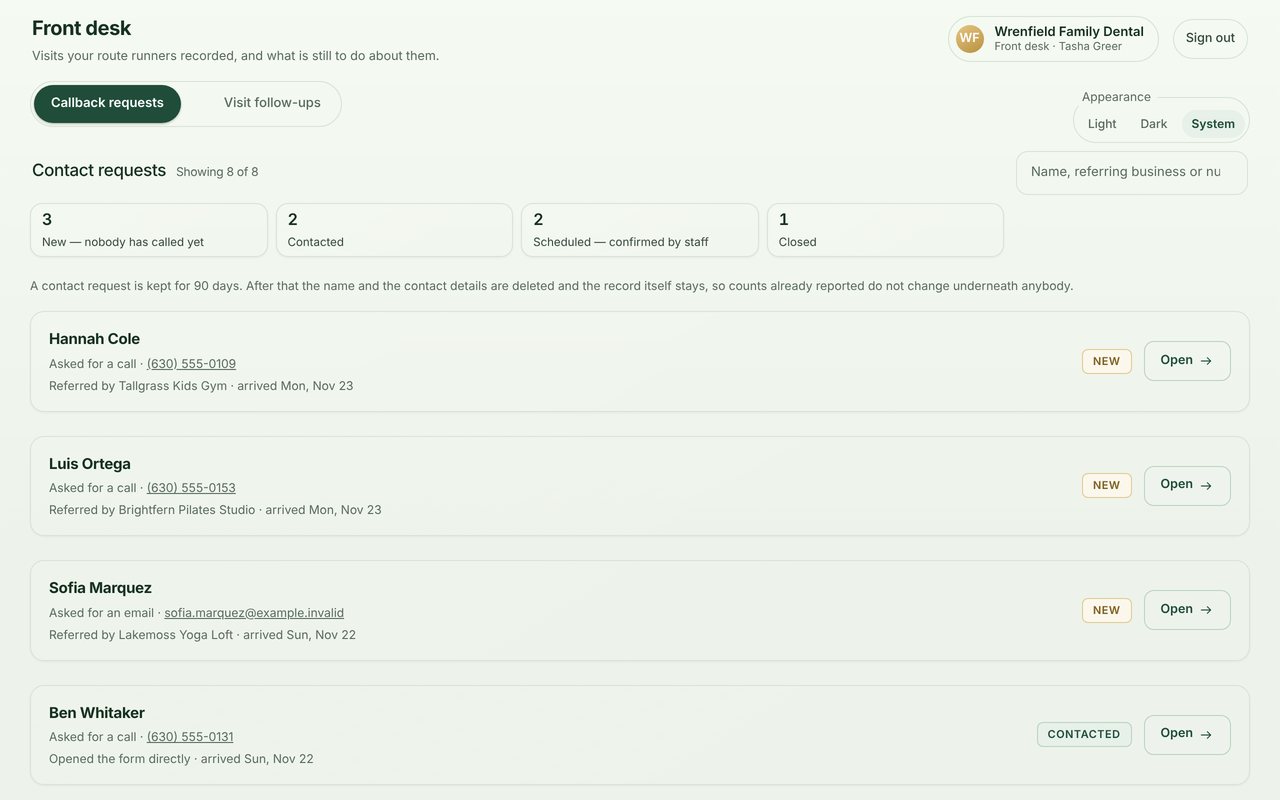 Front desk
Visits your route runners recorded, and what is still to do about them.
WF
Wrenfield Family Dental
Front desk · Tasha Greer
Sign out
Callback requests
Visit follow-ups
Appearance
Light
Dark
System
Contact requests
Showing 8 of 8
Name, referring business or nu
3
New — nobody has called yet
2
Contacted
2
Scheduled — confirmed by staff
1
Closed
A contact request is kept for 90 days. After that the name and the contact details are deleted and the record itself stays, so counts already reported do not change underneath anybody.
Hannah Cole
Asked for a call · (630) 555-0109
Referred by Tallgrass Kids Gym · arrived Mon, Nov 23
NEW
Open →
Luis Ortega
Asked for a call · (630) 555-0153
Referred by Brightfern Pilates Studio · arrived Mon, Nov 23
NEW
Open →
Sofia Marquez
Asked for an email · sofia.marquez@example.invalid
Referred by Lakemoss Yoga Loft · arrived Sun, Nov 22
NEW
Open →
Ben Whitaker
Asked for a call · (630) 555-0131
Opened the form directly · arrived Sun, Nov 22
CONTACTED
Open →